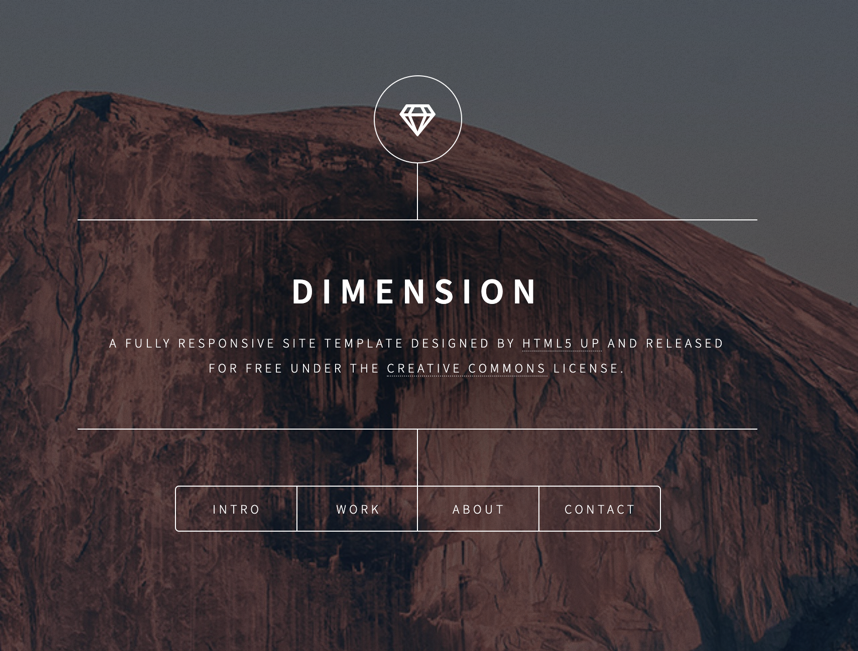 DIMENSION
A FULLY RESPONSIVE SITE TEMPLATE DESIGNED BY HTML5 UP AND RELEASED
FOR FREE UNDER THE CREATIVE COMMONS LICENSE.
INTRO WORK ABOUT CONTACT